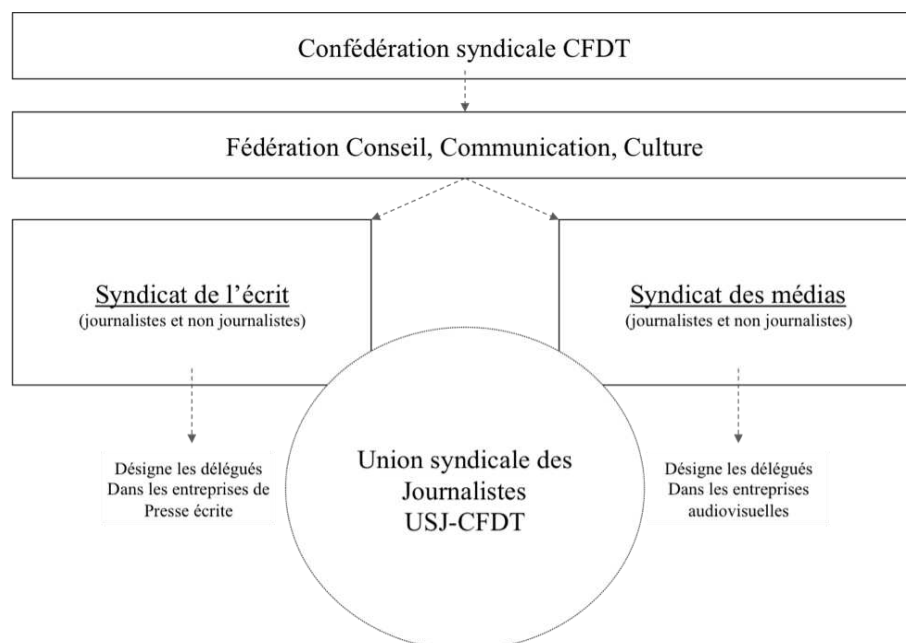 Confédération syndicale CFDT
Fédération Conseil, Communication, Culture
Syndicat de l'écrit
(journalistes et non journalistes)
Syndicat des médias
(journalistes et non journalistes)
Désigne les délégués
Dans les entreprises de
Presse écrite
Union syndicale des
Journalistes
USJ-CFDT
Désigne les délégués
Dans les entreprises
audiovisuelles